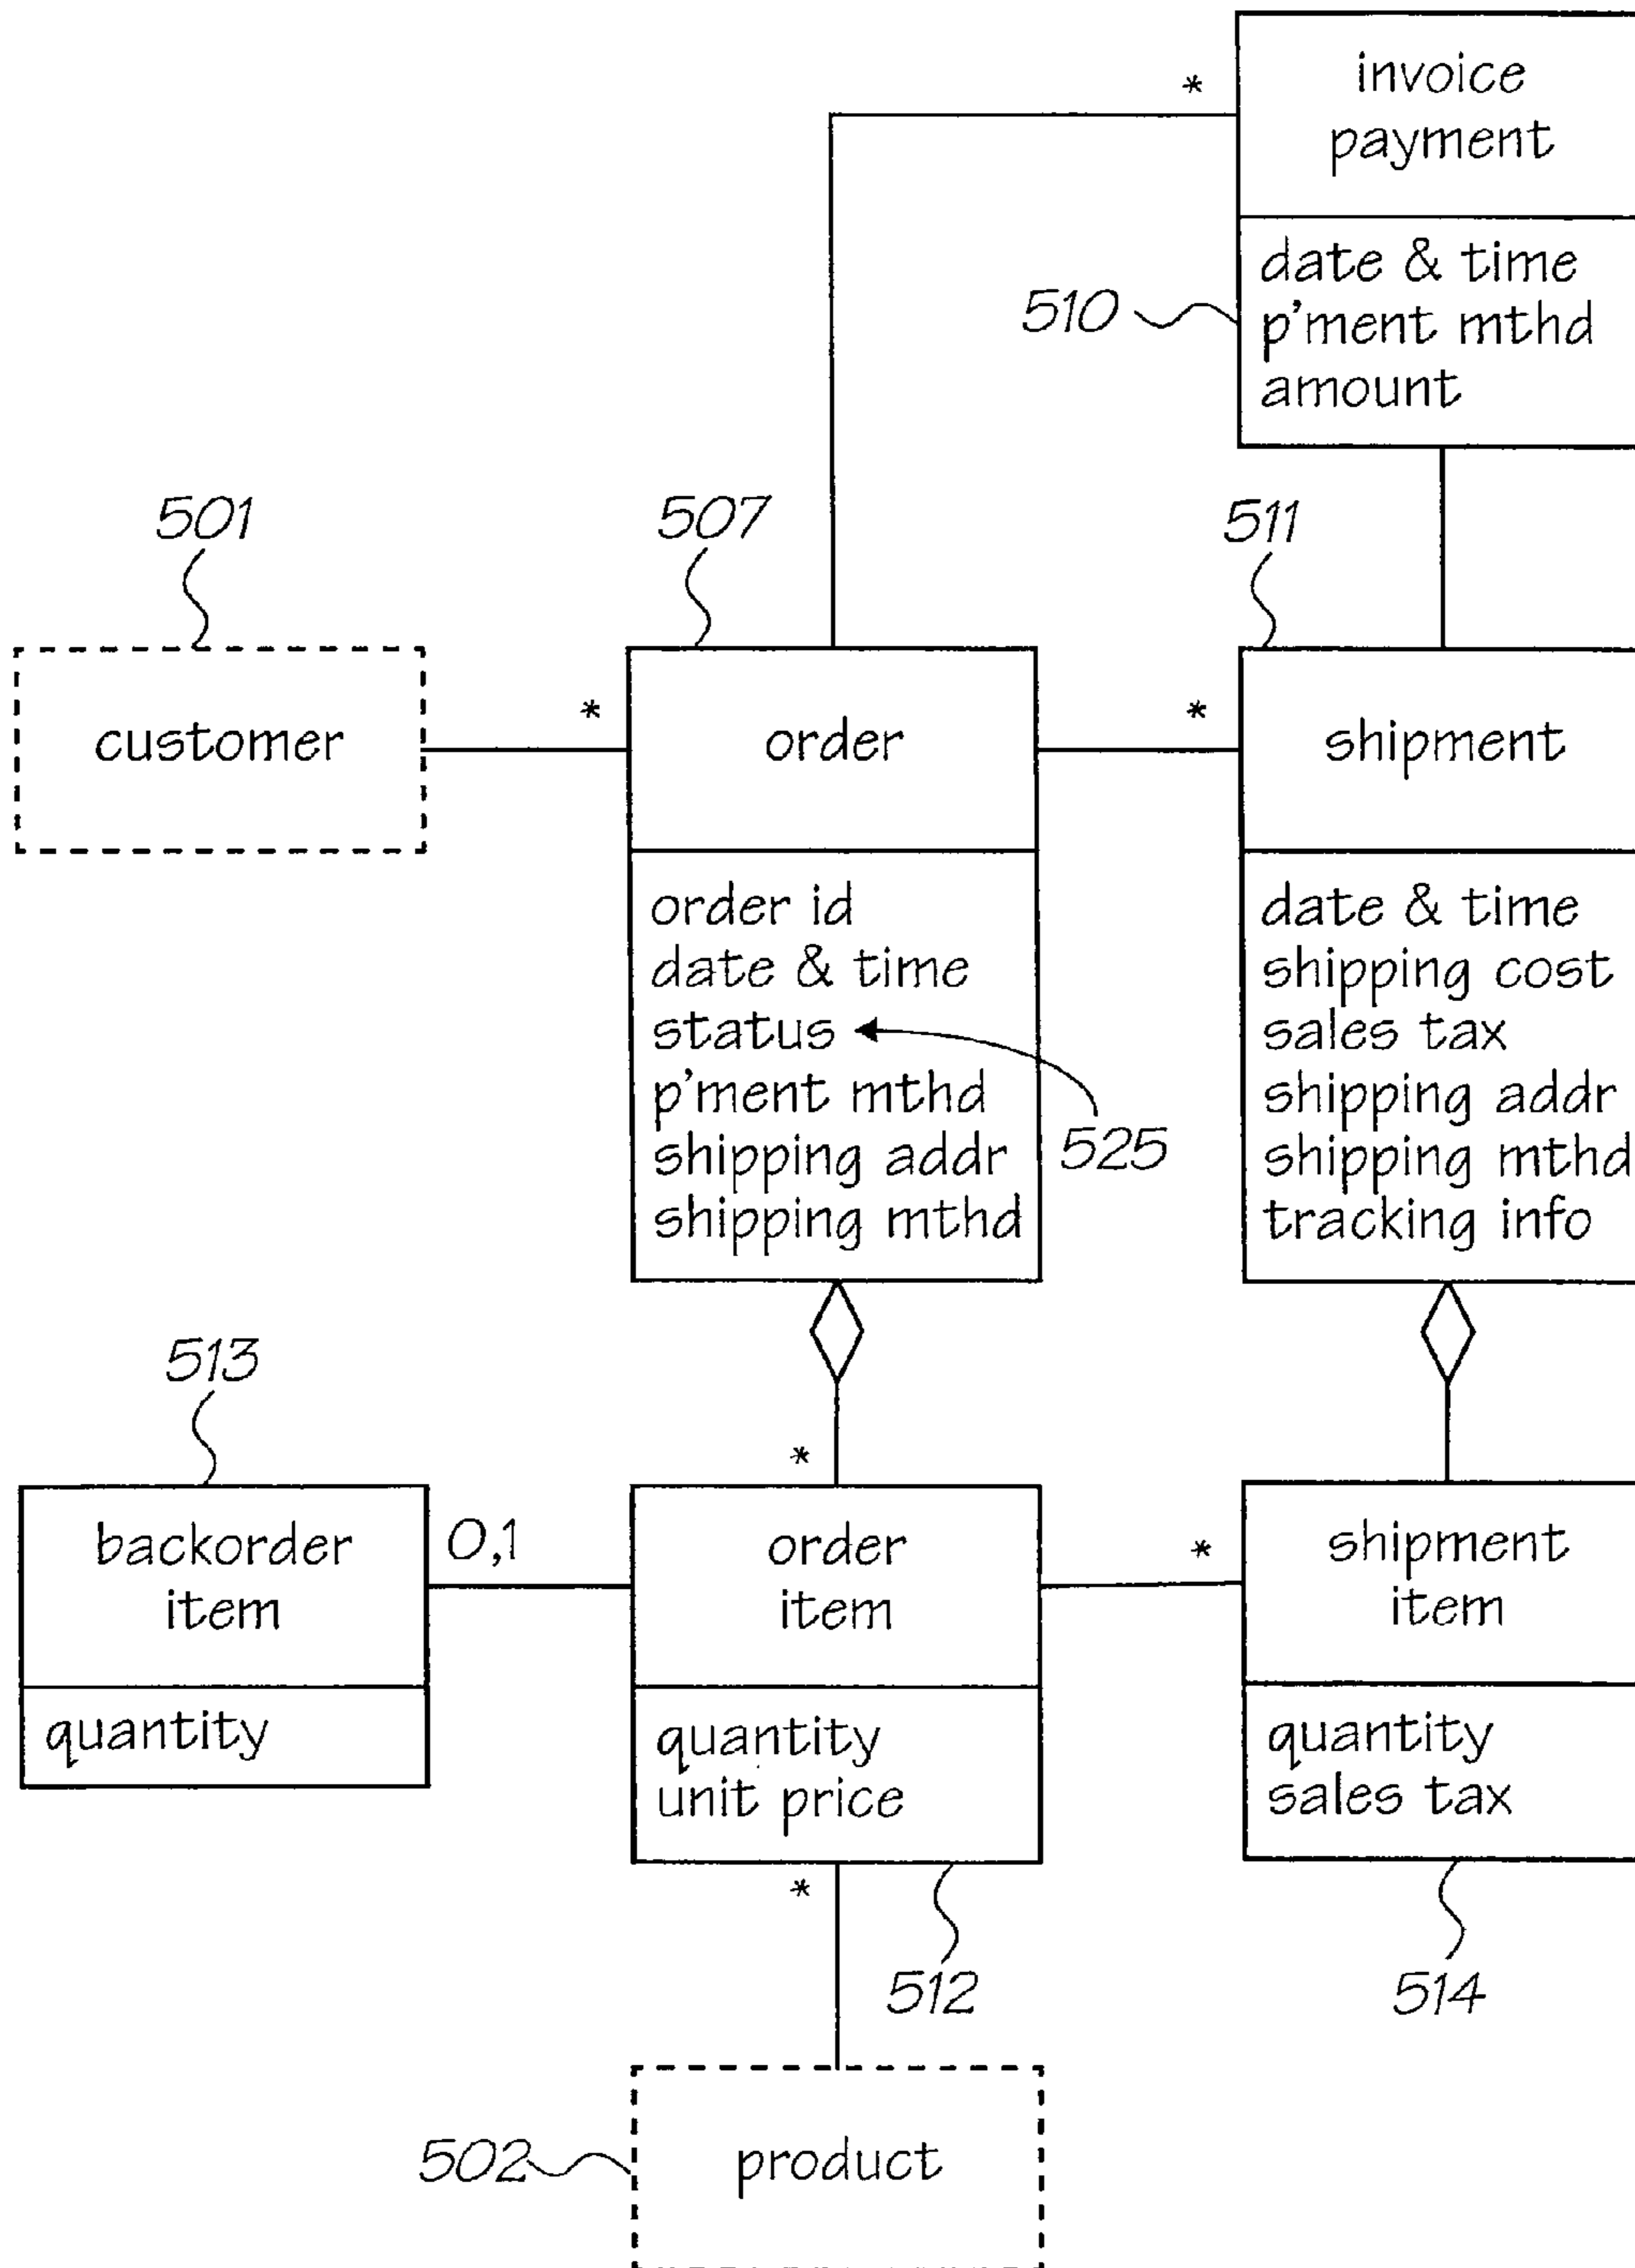 *
invoice
payment
510
date & time
p'ment mthd
amount
501
507
511
customer
*
order
*
shipment
order id
date & time
status
p'ment mthd
shipping addr
shipping mthd
525
date & time
shipping cost
sales tax
shipping addr
shipping mthd
tracking info
513
*
backorder
item
0,1
order
item
*
shipment
item
quantity
quantity
unit price
quantity
sales tax
*
512
514
502
product